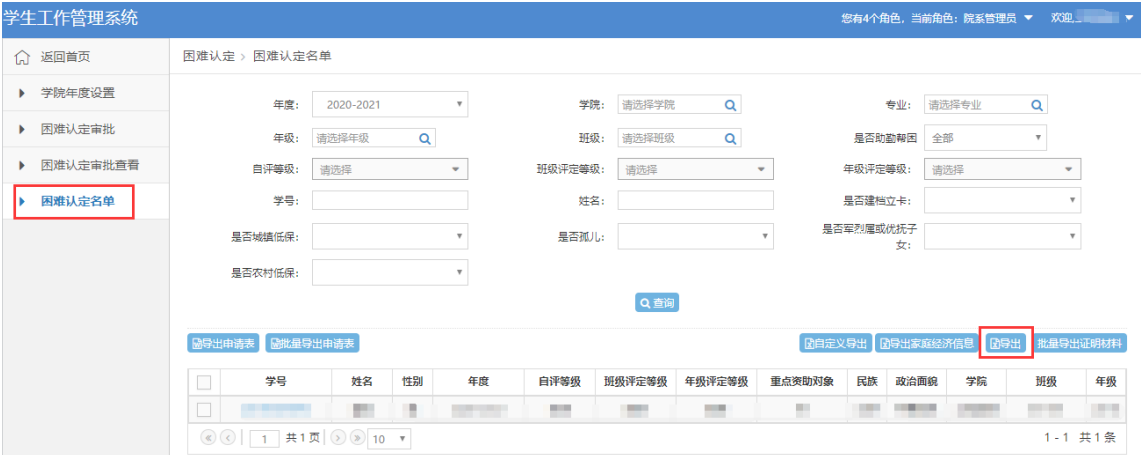 学生工作管理系统
您有4个角色，当前角色：院系管理员
欢迎
返回首页
学院年度设置
困难认定审批
困难认定审批查看
困难认定名单
困难认定 > 困难认定名单
年度： 2020-2021 学院： 请选择学院 专业： 请选择专业
年级： 请选择年级 班级： 请选择班级 是否助勤帮困 全部
自评等级： 请选择 班级评定等级： 请选择 年级评定等级： 请选择
学号： 姓名： 是否建档立卡：
是否城镇低保： 是否孤儿： 是否军烈属或优抚子
女：
是否农村低保：
查询
导出申请表 批量导出申请表 自定义导出 导出家庭经济信息 导出 批量导出证明材料
学号 姓名 性别 年度 自评等级 班级评定等级 年级评定等级 重点资助对象 民族 政治面貌 学院 班级 年级
1 共1页 10 1 - 1 共1条